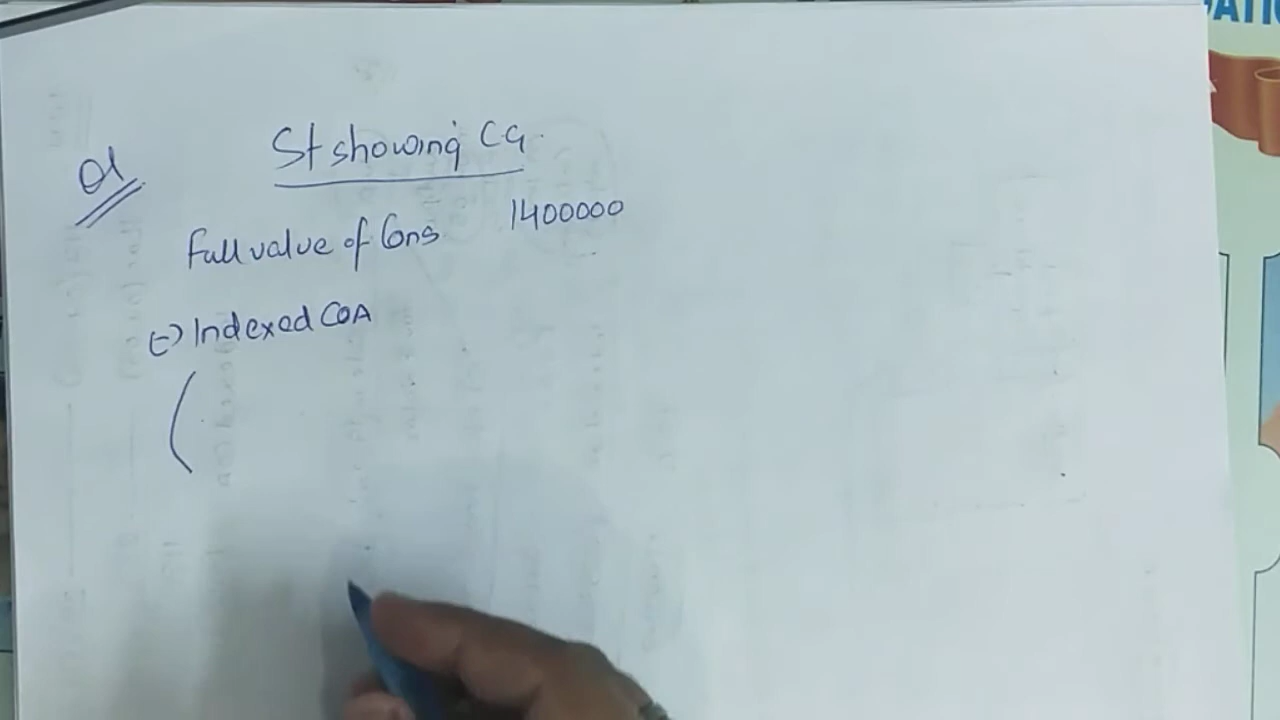 Q1
St showing CG.
Full value of Cons 1400000
(-) Indexed COA
(